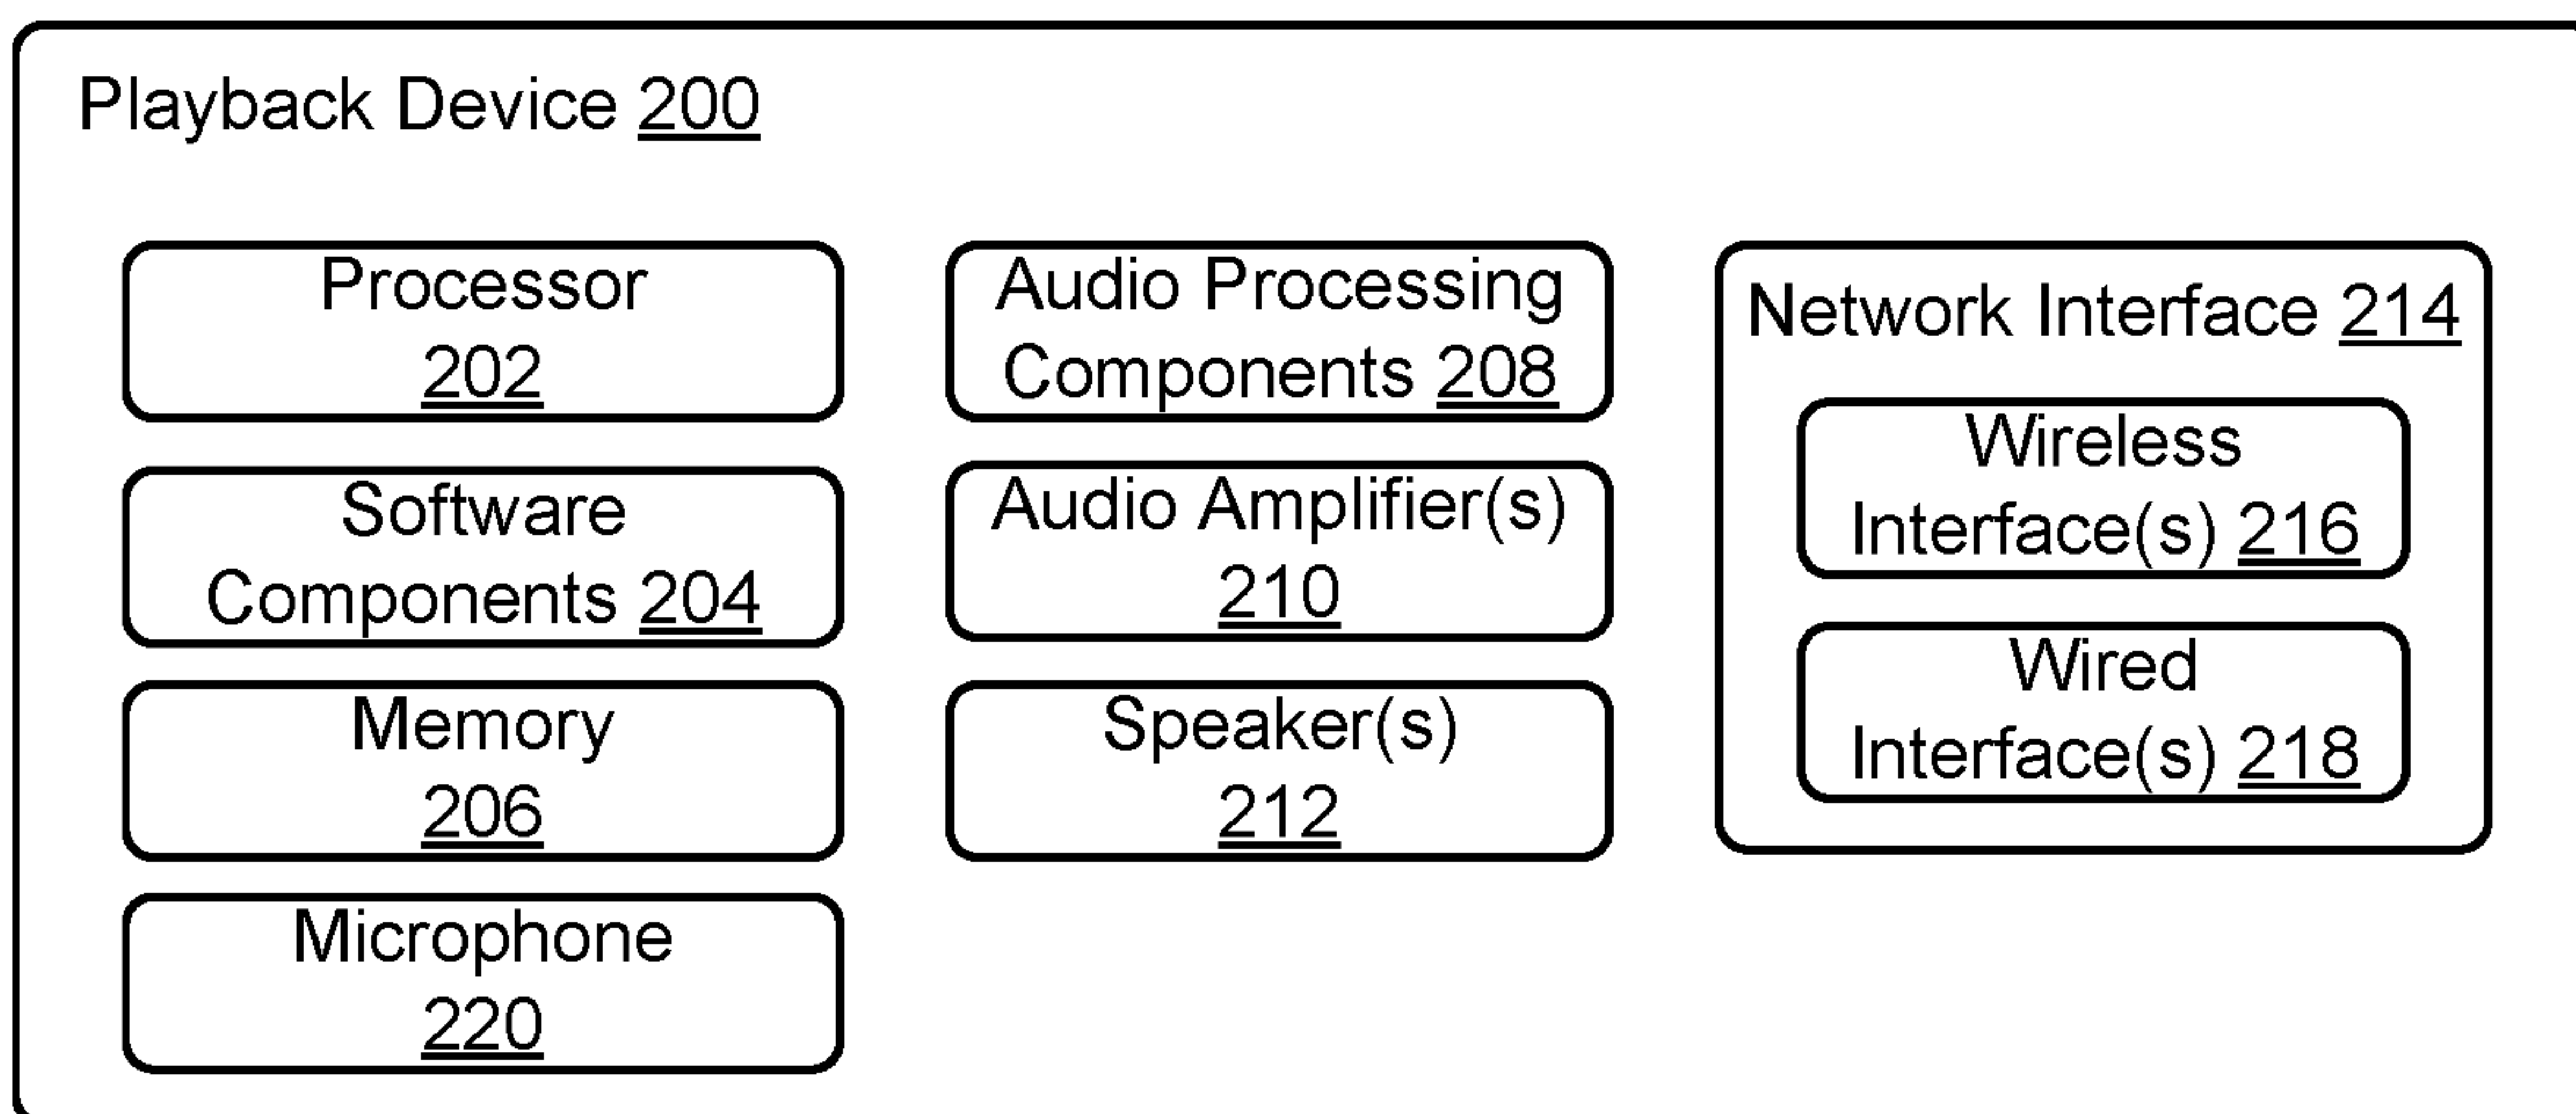 Playback Device 200
Processor
202
Software
Components 204
Memory
206
Microphone
220
Audio Processing
Components 208
Audio Amplifier(s)
210
Speaker(s)
212
Network Interface 214
Wireless
Interface(s) 216
Wired
Interface(s) 218